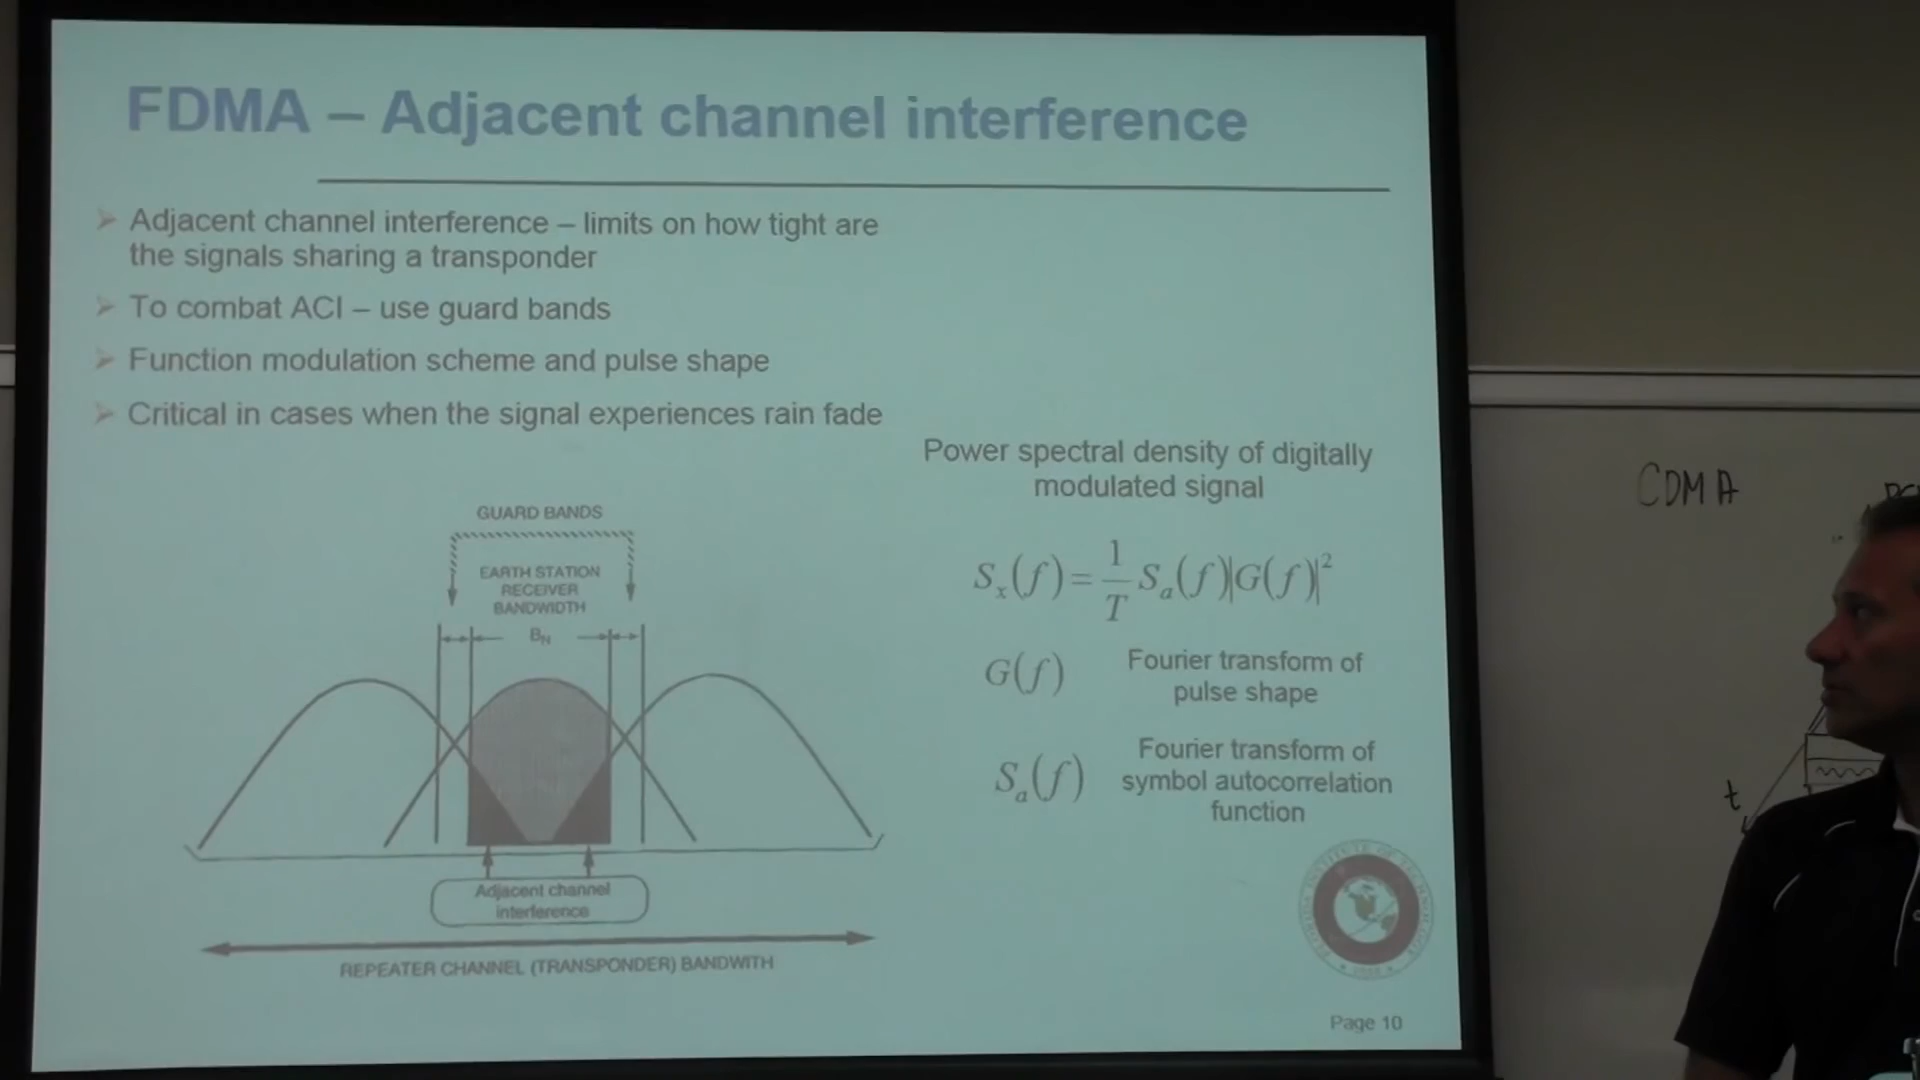 FDMA – Adjacent channel interference
Adjacent channel interference – limits on how tight are
the signals sharing a transponder
To combat ACI – use guard bands
Function modulation scheme and pulse shape
Critical in cases when the signal experiences rain fade
Power spectral density of digitally
modulated signal
S_x(f) = 1/T S_a(f)|G(f)|²
G(f)
Fourier transform of
pulse shape
S_a(f)
Fourier transform of
symbol autocorrelation
function
GUARD BANDS
EARTH STATION
RECEIVER
BANDWIDTH
B_N
Adjacent channel
interference
REPEATER CHANNEL (TRANSPONDER) BANDWITH
Page 10
CDMA
t